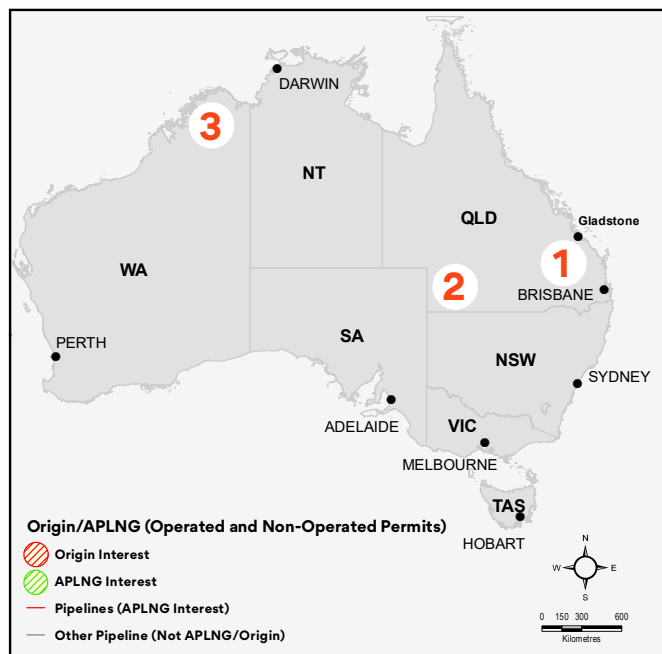 DARWIN
3
NT
QLD
Gladstone
1
WA
2
BRISBANE
SA
PERTH
NSW
SYDNEY
ADELAIDE
VIC
MELBOURNE
TAS
HOBART
Origin/APLNG (Operated and Non-Operated Permits)
Origin Interest
APLNG Interest
Pipelines (APLNG Interest)
Other Pipeline (Not APLNG/Origin)
N
W E
S
0 150 300 600
Kilometres